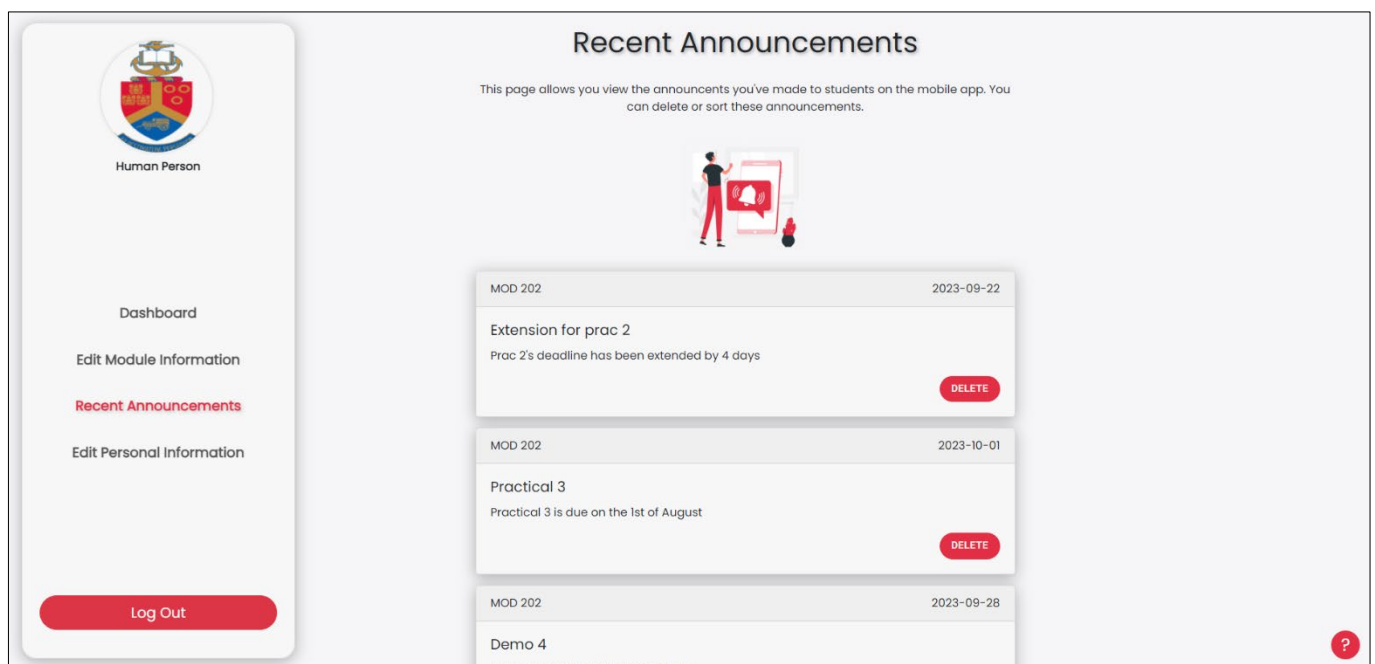 Human Person
Dashboard
Edit Module Information
Recent Announcements
Edit Personal Information
Log Out
Recent Announcements
This page allows you view the announcents you've made to students on the mobile app. You
can delete or sort these announcements.
MOD 202 2023-09-22
Extension for prac 2
Prac 2's deadline has been extended by 4 days
DELETE
MOD 202 2023-10-01
Practical 3
Practical 3 is due on the 1st of August
DELETE
MOD 202 2023-09-28
Demo 4
?